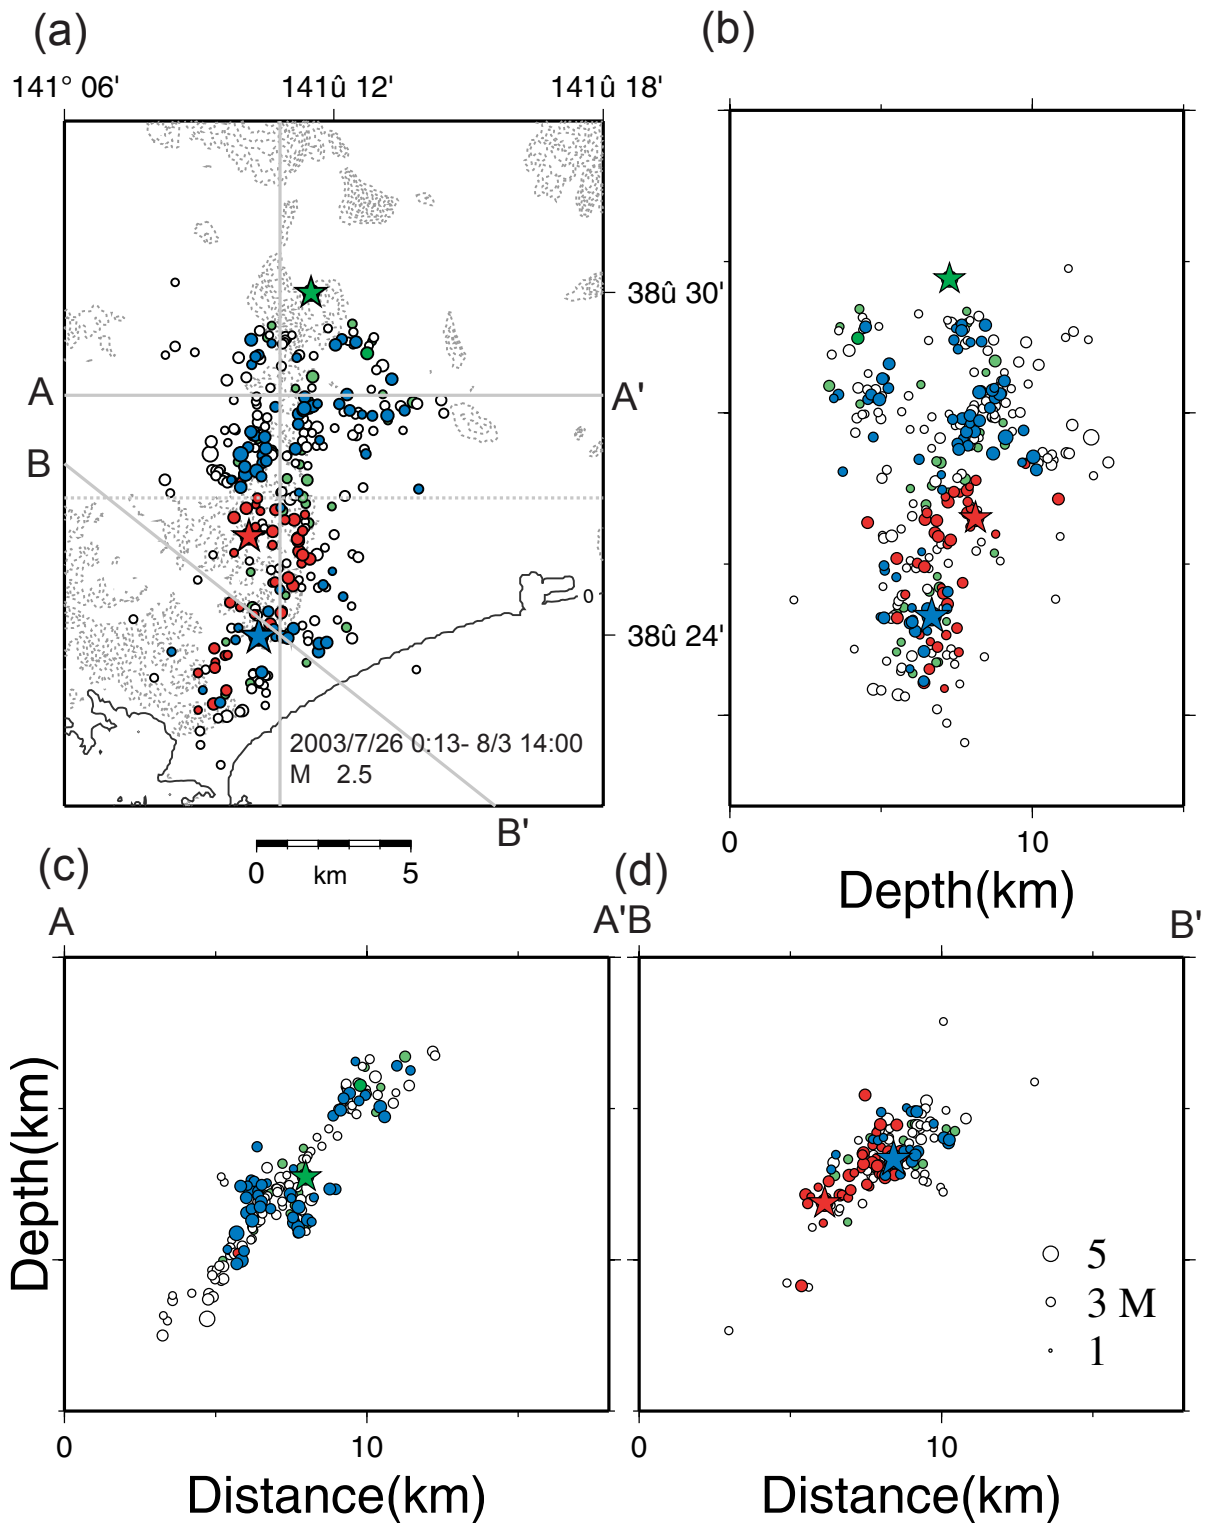 (a)
(b)
141° 06'
141û 12'
141û 18'
38û 30'
A
A'
B
0
38û 24'
2003/7/26 0:13- 8/3 14:00
M 2.5
B'
0
10
0
km
5
Depth(km)
(c)
(d)
A
A'
B
B'
Depth(km)
5
3 M
1
0
10
0
10
Distance(km)
Distance(km)